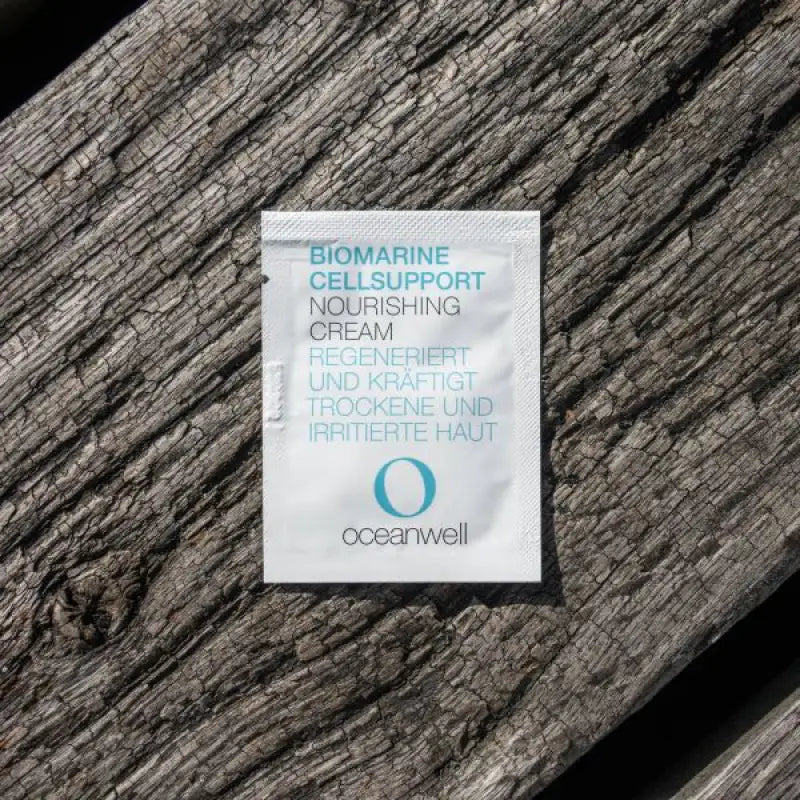 BIOMARINE
CELLSUPPORT
NOURISHING
CREAM
REGENERIERT
UND KRÄFTIGT
TROCKENE UND
IRRITIERTE HAUT
oceanwell